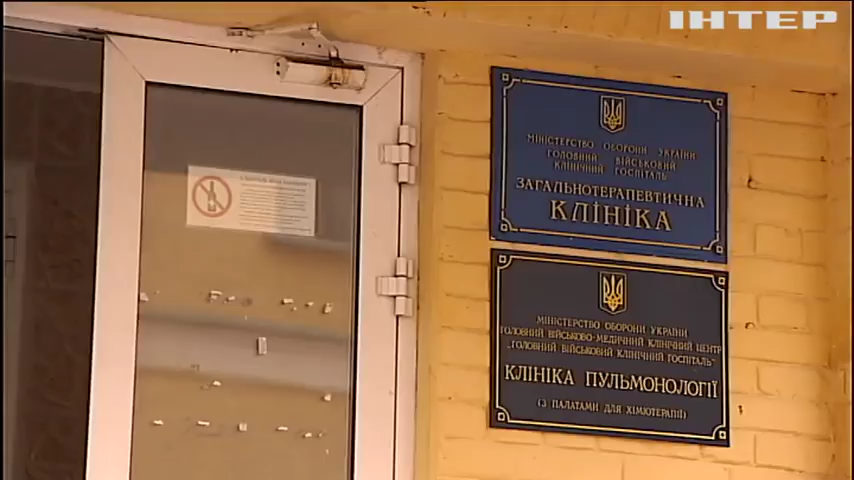 ІНТЕР
МІНІСТЕРСТВО ОБОРОНИ УКРАЇНИ
ГОЛОВНИЙ ВІЙСЬКОВИЙ
КЛІНІЧНИЙ ГОСПІТАЛЬ
ЗАГАЛЬНОТЕРАПЕВТИЧНА
КЛІНІКА
МІНІСТЕРСТВО ОБОРОНИ УКРАЇНИ
ГОЛОВНИЙ ВІЙСЬКОВО-МЕДИЧНИЙ КЛІНІЧНИЙ ЦЕНТР
„ГОЛОВНИЙ ВІЙСЬКОВИЙ КЛІНІЧНИЙ ГОСПІТАЛЬ"
КЛІНІКА ПУЛЬМОНОЛОГІЇ
(З ПАЛАТАМИ ДЛЯ ХІМІОТЕРАПІЇ)